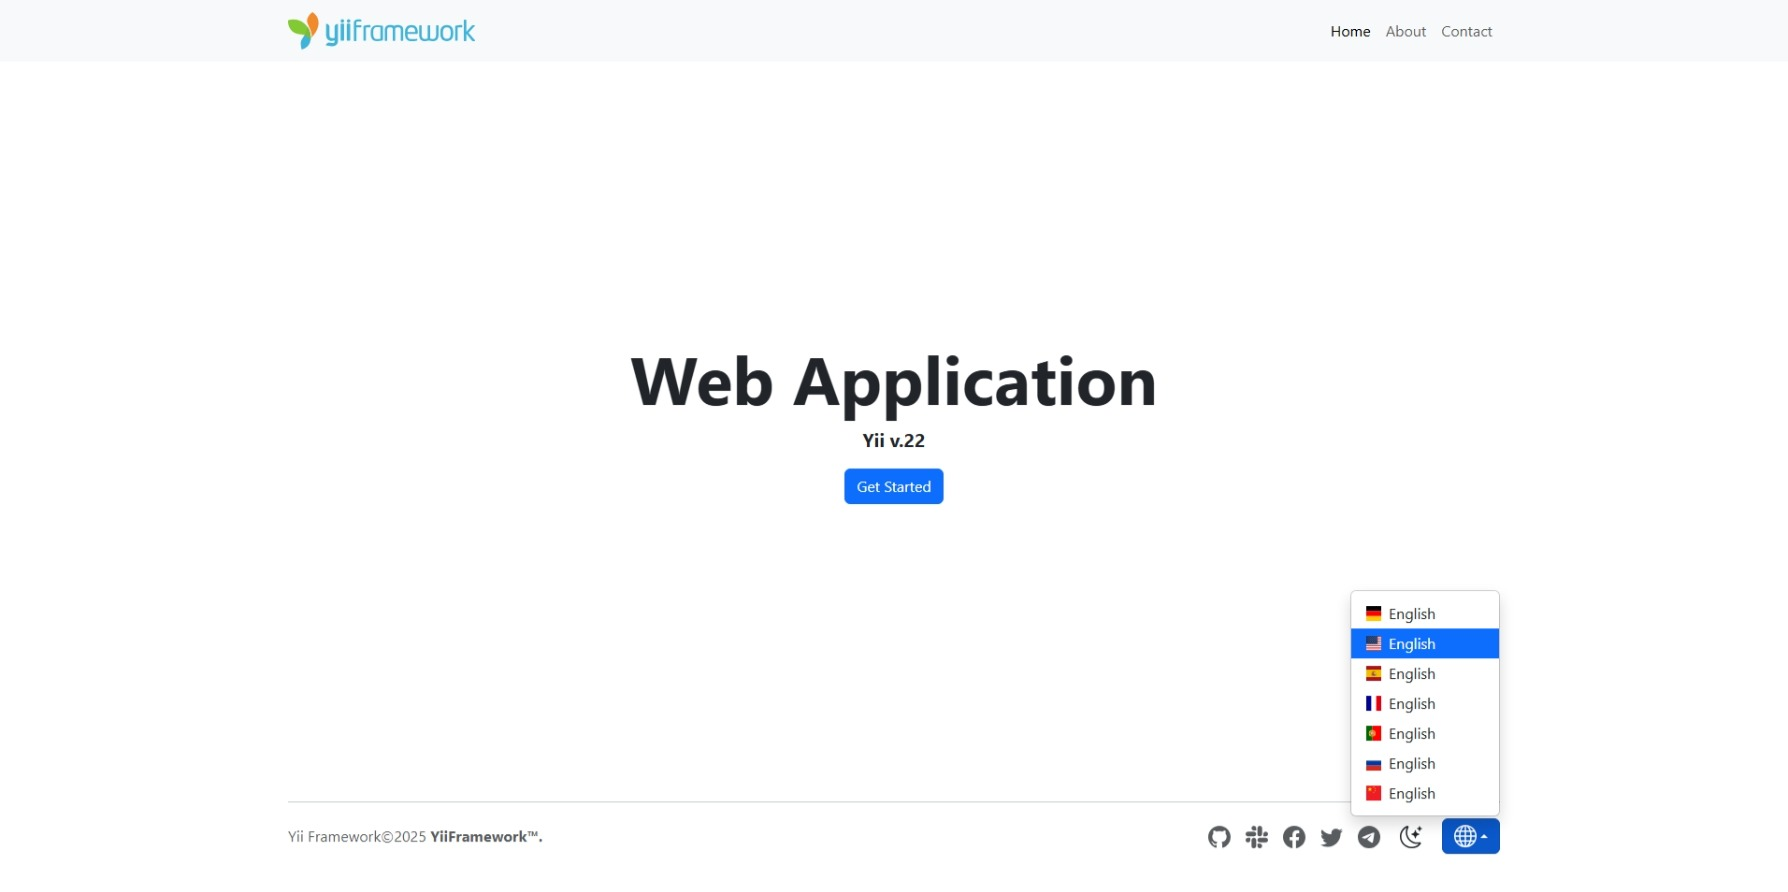 yiiframework
Home About Contact
Web Application
Yii v.22
Get Started
English
English
English
English
English
English
English
Yii Framework©2025 YiiFramework™.